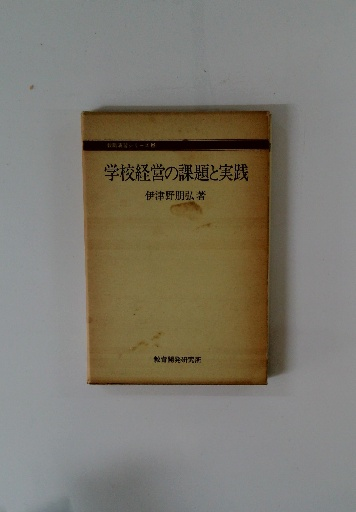 学校経営の課題と実践
伊津野朋弘著
教育開発研究所